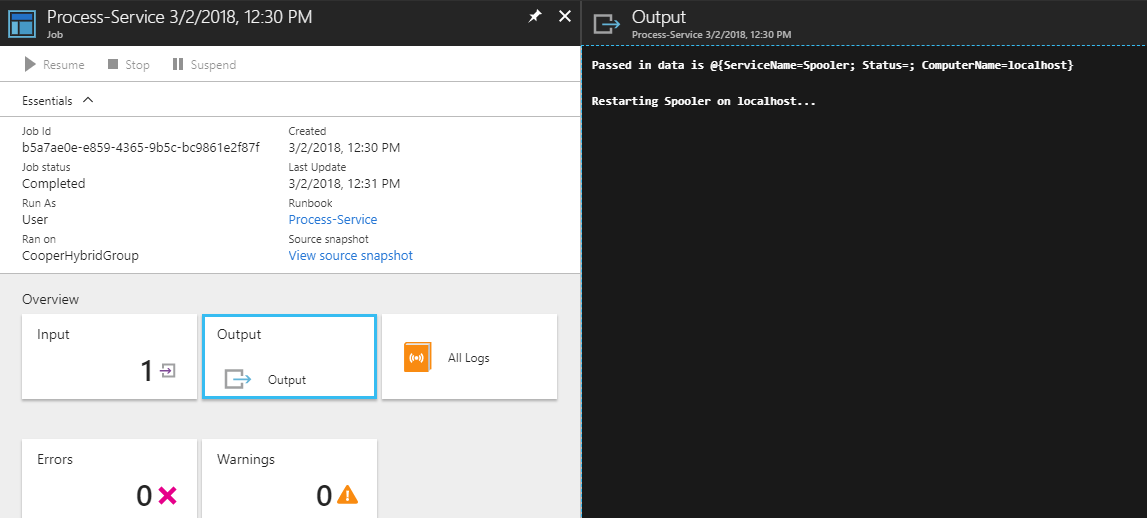 Process-Service 3/2/2018, 12:30 PM
Job
Resume Stop Suspend
Essentials
Job Id
b5a7ae0e-e859-4365-9b5c-bc9861e2f87f
Job status
Completed
Run As
User
Ran on
CooperHybridGroup
Created
3/2/2018, 12:30 PM
Last Update
3/2/2018, 12:31 PM
Runbook
Process-Service
Source snapshot
View source snapshot
Overview
Input
1
Output
Output
All Logs
Errors
0
Warnings
0
Output
Process-Service 3/2/2018, 12:30 PM
Passed in data is @{ServiceName=Spooler; Status=; ComputerName=localhost}
Restarting Spooler on localhost...